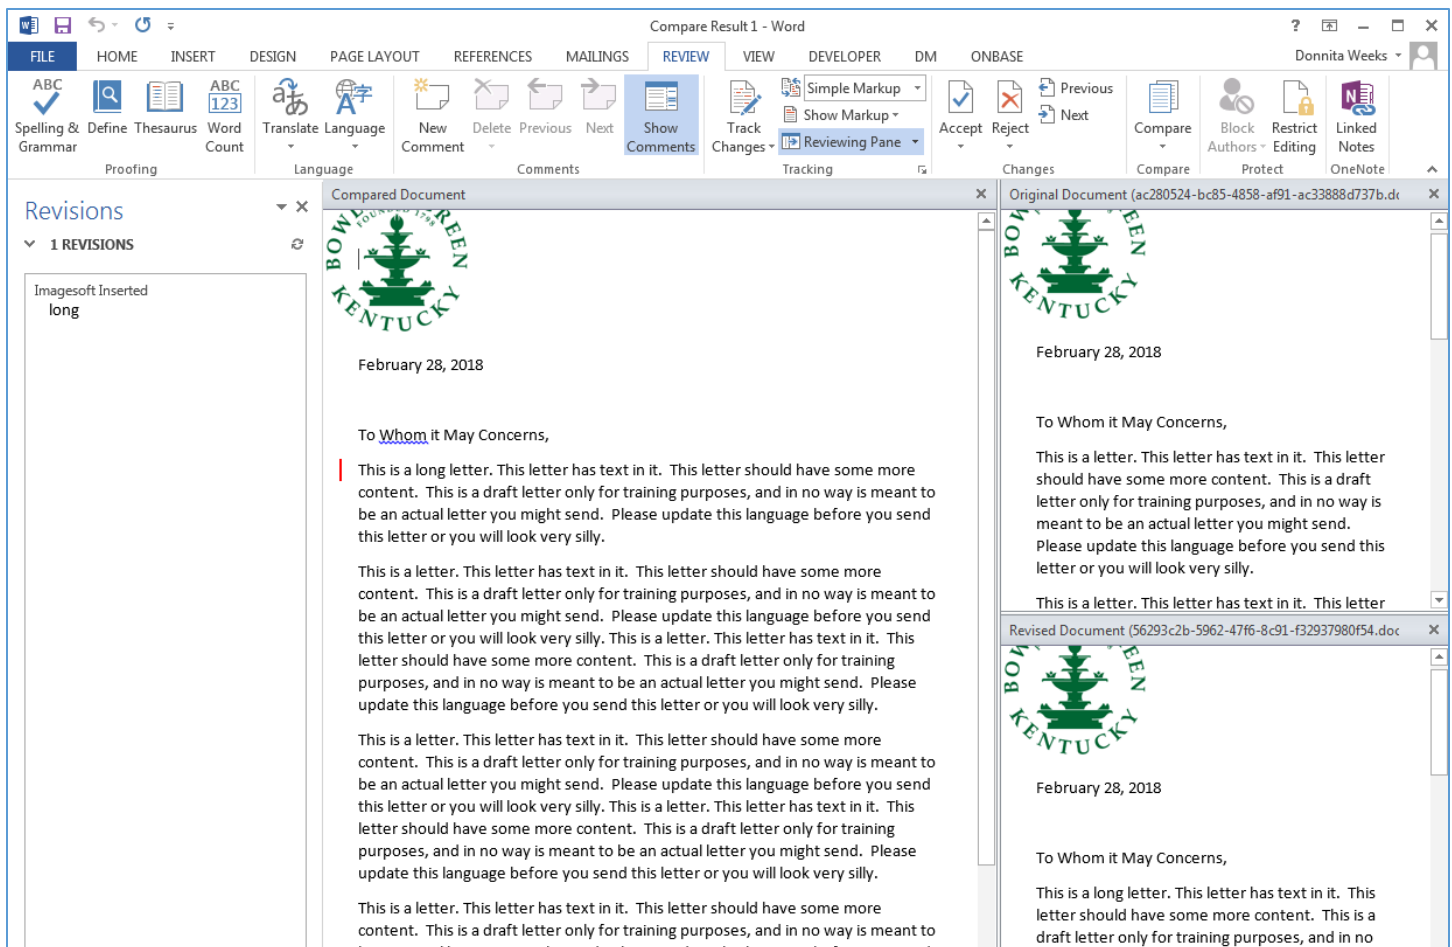 Compare Result 1 - Word
?
FILE HOME INSERT DESIGN PAGE LAYOUT REFERENCES MAILINGS REVIEW VIEW DEVELOPER DM ONBASE Donnita Weeks
ABC
Spelling & Grammar
Define
Thesaurus
ABC
123
Word Count
Proofing
Translate
Language
Language
New Comment
Delete
Previous
Next
Show Comments
Comments
Track Changes
Simple Markup
Show Markup
Reviewing Pane
Tracking
Accept
Reject
Previous
Next
Changes
Compare
Compare
Block Authors
Restrict Editing
Protect
Linked Notes
OneNote
Revisions
1 REVISIONS
Imagesoft Inserted
long
Compared Document
FOUNDED 1798
KENTUCKY
February 28, 2018
To Whom it May Concerns,
This is a long letter. This letter has text in it.  This letter should have some more
content.  This is a draft letter only for training purposes, and in no way is meant to
be an actual letter you might send.  Please update this language before you send
this letter or you will look very silly.
This is a letter. This letter has text in it.  This letter should have some more
content.  This is a draft letter only for training purposes, and in no way is meant to
be an actual letter you might send.  Please update this language before you send
this letter or you will look very silly. This is a letter. This letter has text in it.  This
letter should have some more content.  This is a draft letter only for training
purposes, and in no way is meant to be an actual letter you might send.  Please
update this language before you send this letter or you will look very silly.
This is a letter. This letter has text in it.  This letter should have some more
content.  This is a draft letter only for training purposes, and in no way is meant to
be an actual letter you might send.  Please update this language before you send
this letter or you will look very silly. This is a letter. This letter has text in it.  This
letter should have some more content.  This is a draft letter only for training
purposes, and in no way is meant to be an actual letter you might send.  Please
update this language before you send this letter or you will look very silly.
This is a letter. This letter has text in it.  This letter should have some more
content.  This is a draft letter only for training purposes, and in no way is meant to
Original Document (ac280524-bc85-4858-af91-ac33888d737b.dc
KENTUCKY
February 28, 2018
To Whom it May Concerns,
This is a letter. This letter has text in it.  This letter
should have some more content.  This is a draft
letter only for training purposes, and in no way is
meant to be an actual letter you might send.
Please update this language before you send this
letter or you will look very silly.
This is a letter. This letter has text in it.  This letter
Revised Document (56293c2b-5962-47f6-8c91-f32937980f54.doc
KENTUCKY
February 28, 2018
To Whom it May Concerns,
This is a long letter. This letter has text in it.  This
letter should have some more content.  This is a
draft letter only for training purposes, and in no